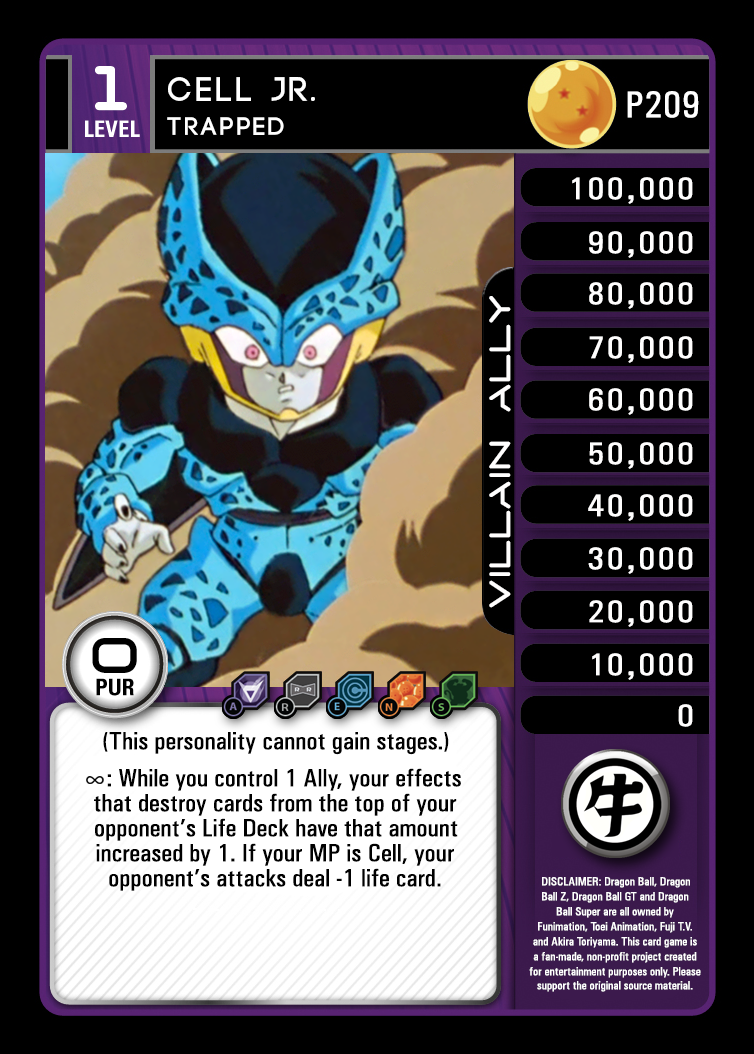 1
LEVEL
CELL JR.
TRAPPED
P209
100,000
90,000
80,000
70,000
60,000
50,000
40,000
30,000
20,000
10,000
0
VILLAIN ALLY
0
PUR
A R E N S
(This personality cannot gain stages.)
∞: While you control 1 Ally, your effects
that destroy cards from the top of your
opponent's Life Deck have that amount
increased by 1. If your MP is Cell, your
opponent's attacks deal -1 life card.
牛
DISCLAIMER: Dragon Ball, Dragon
Ball Z, Dragon Ball GT and Dragon
Ball Super are all owned by
Funimation, Toei Animation, Fuji T.V.
and Akira Toriyama. This card game is
a fan-made, non-profit project created
for entertainment purposes only. Please
support the original source material.